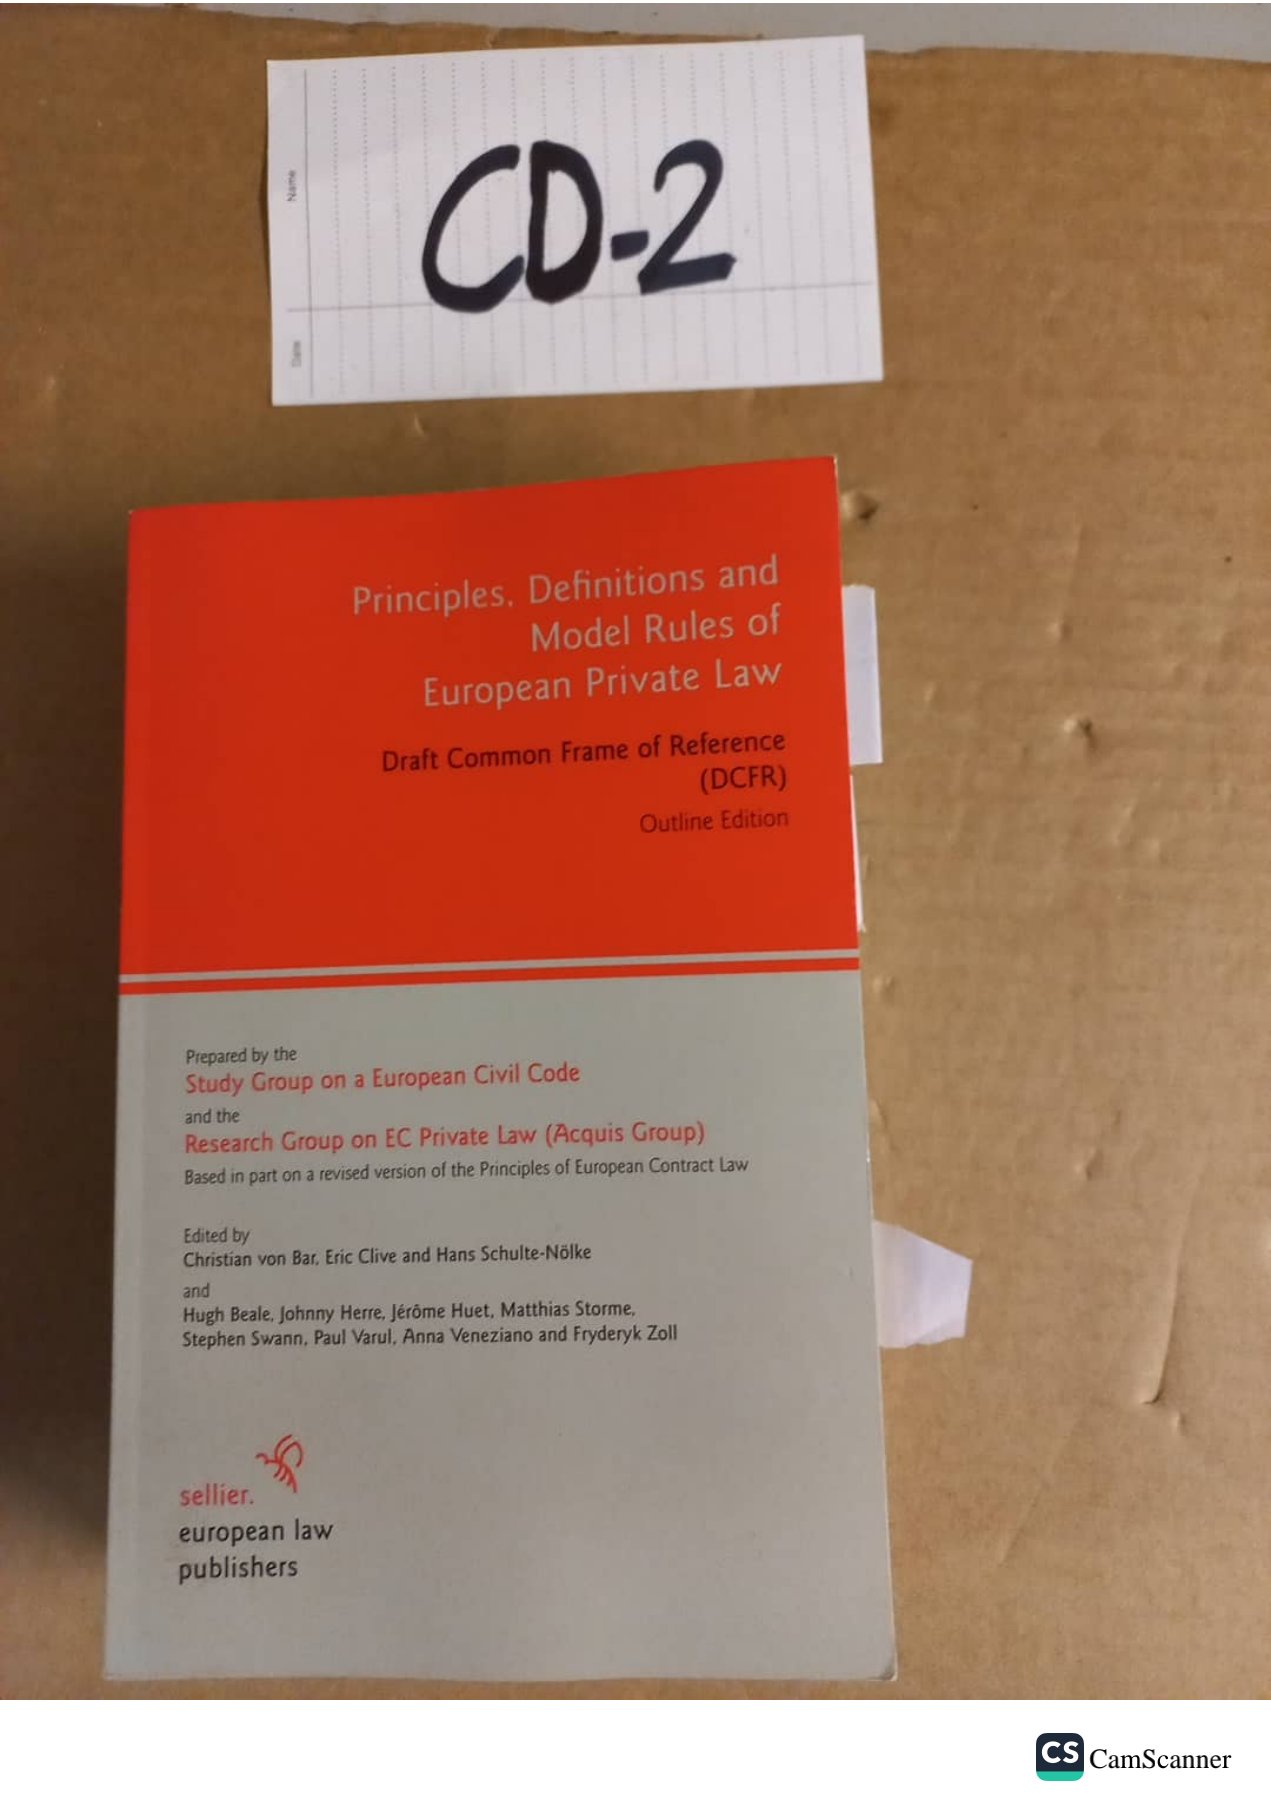 Name
Date
CD-2
Principles, Definitions and
Model Rules of
European Private Law
Draft Common Frame of Reference
(DCFR)
Outline Edition
Prepared by the
Study Group on a European Civil Code
and the
Research Group on EC Private Law (Acquis Group)
Based in part on a revised version of the Principles of European Contract Law
Edited by
Christian von Bar, Eric Clive and Hans Schulte-Nölke
and
Hugh Beale, Johnny Herre, Jérôme Huet, Matthias Storme,
Stephen Swann, Paul Varul, Anna Veneziano and Fryderyk Zoll
sellier.
european law
publishers
CS CamScanner